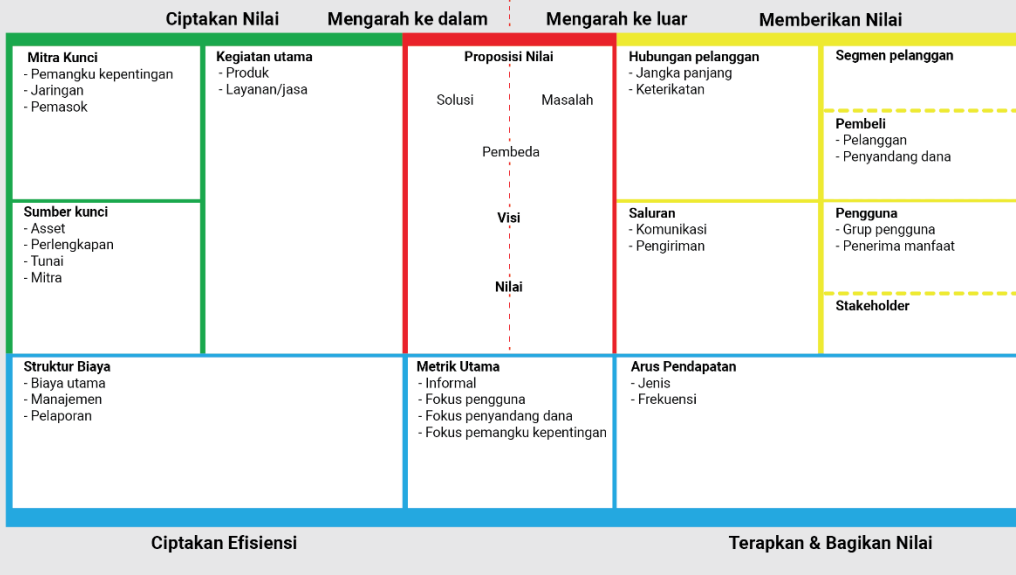 Ciptakan Nilai
Mengarah ke dalam
Mengarah ke luar
Memberikan Nilai
Mitra Kunci
- Pemangku kepentingan
- Jaringan
- Pemasok
Sumber kunci
- Asset
- Perlengkapan
- Tunai
- Mitra
Kegiatan utama
- Produk
- Layanan/jasa
Proposisi Nilai
Solusi
Masalah
Pembeda
Visi
Nilai
Hubungan pelanggan
- Jangka panjang
- Keterikatan
Saluran
- Komunikasi
- Pengiriman
Segmen pelanggan
Pembeli
- Pelanggan
- Penyandang dana
Pengguna
- Grup pengguna
- Penerima manfaat
Stakeholder
Struktur Biaya
- Biaya utama
- Manajemen
- Pelaporan
Metrik Utama
- Informal
- Fokus pengguna
- Fokus penyandang dana
- Fokus pemangku kepentingan
Arus Pendapatan
- Jenis
- Frekuensi
Ciptakan Efisiensi
Terapkan & Bagikan Nilai